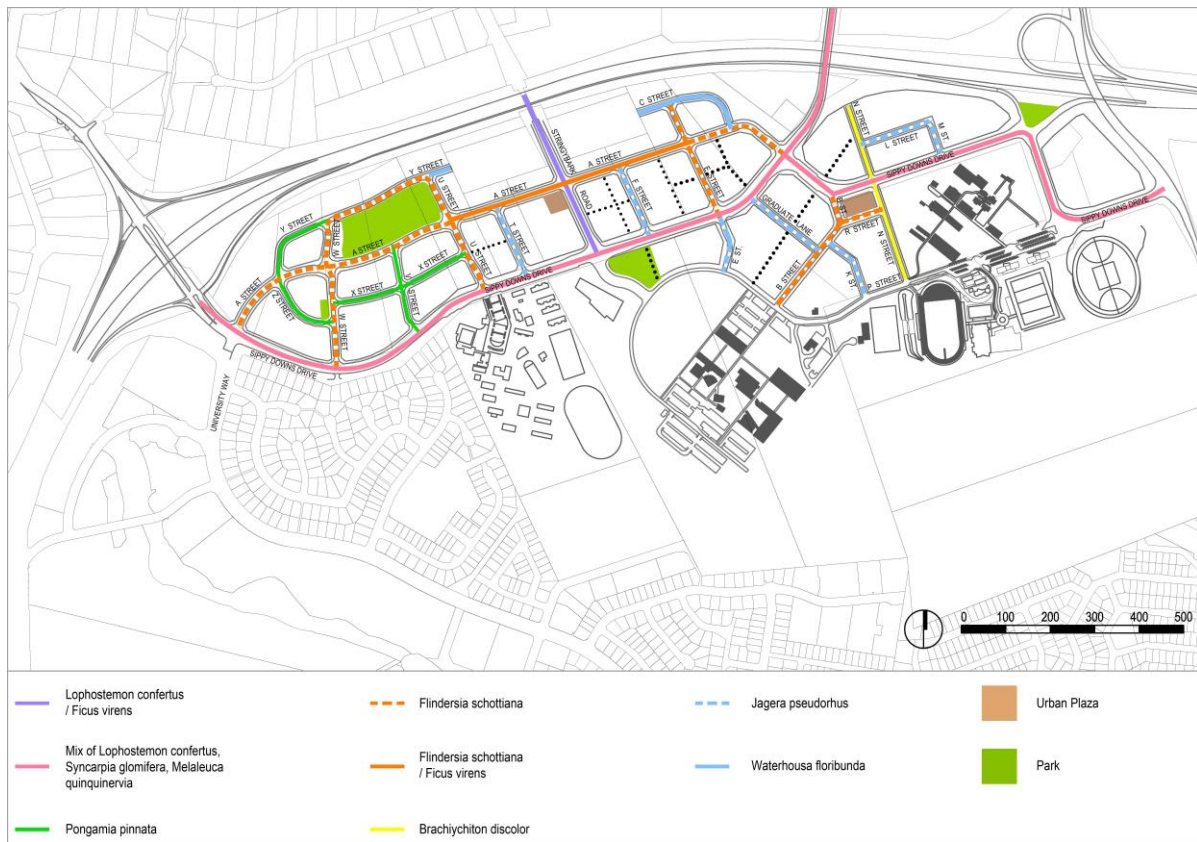 C STREET
STRINGYBARK
ROAD
N STREET
M ST.
L STREET
A STREET
E STREET
F STREET
Y STREET
U STREET
A STREET
SIPPY DOWNS DRIVE
SIPPY DOWNS DRIVE
GRADUATE LANE
B ST.
R STREET
N STREET
Y STREET
W STREET
A STREET
T STREET
U STREET
X STREET
E ST.
K ST.
B STREET
P STREET
A STREET
Z STREET
X STREET
STREET
W STREET
SIPPY DOWNS DRIVE
SIPPY DOWNS DRIVE
UNIVERSITY WAY
0 100 200 300 400 500
Lophostemon confertus
/ Ficus virens
Flindersia schottiana
Jagera pseudorhus
Urban Plaza
Mix of Lophostemon confertus,
Syncarpia glomifera, Melaleuca
quinquinervia
Flindersia schottiana
/ Ficus virens
Waterhousa floribunda
Park
Pongamia pinnata
Brachiychiton discolor